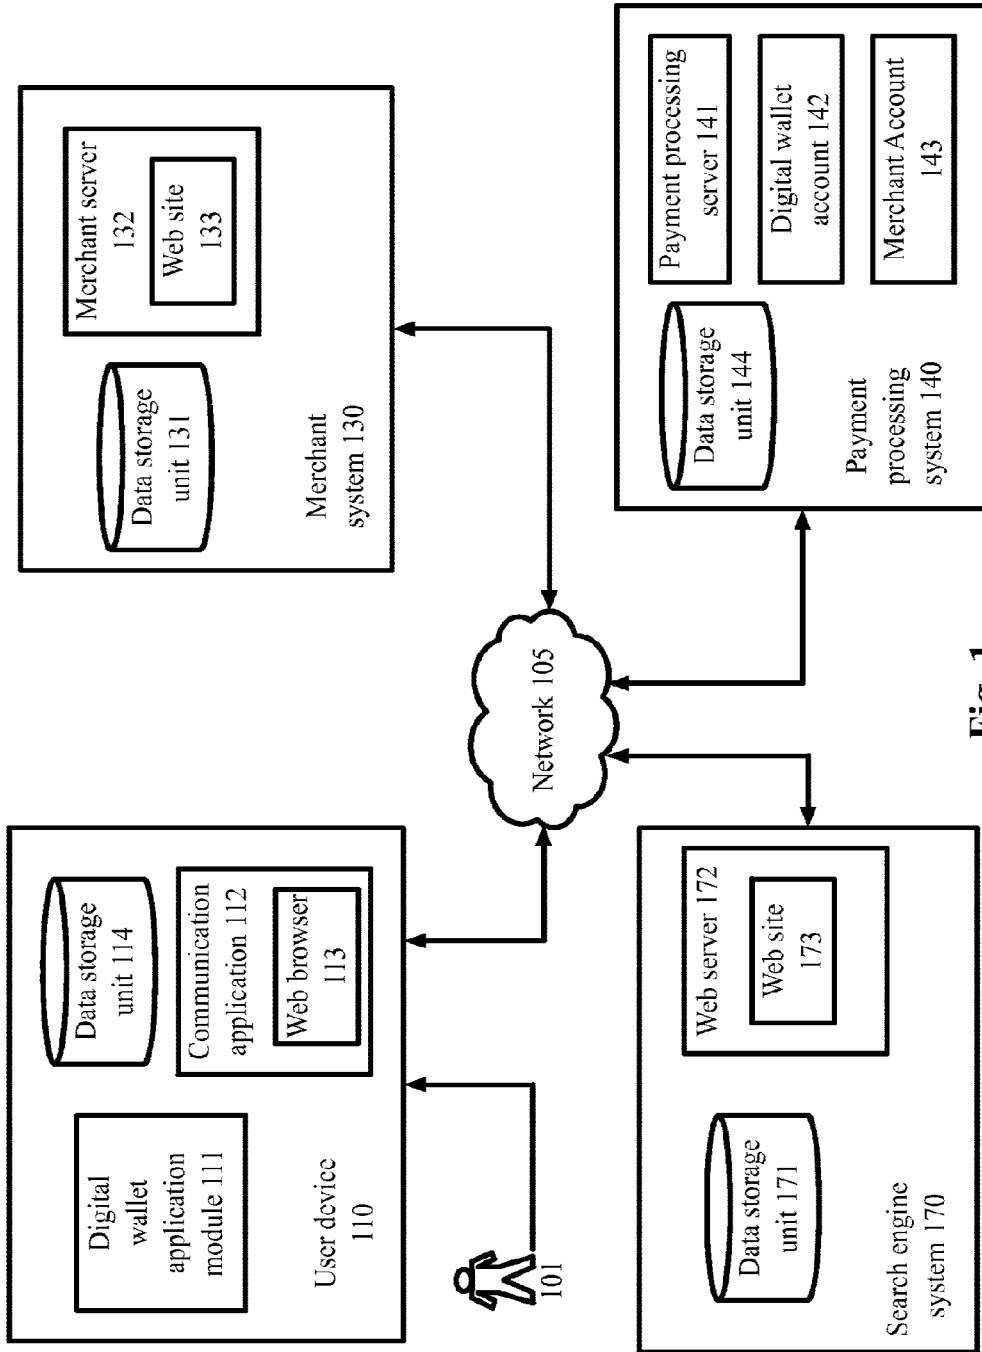 Digital
wallet
application
module 111
Data storage
unit 114
Communication
application 112
Web browser
113
User device
110
101
Data storage
unit 131
Merchant server
132
Web site
133
Merchant
system 130
Network 105
Data storage
unit 171
Web server 172
Web site
173
Search engine
system 170
Data storage
unit 144
Payment processing
server 141
Digital wallet
account 142
Merchant Account
143
Payment
processing
system 140
Fig. 1